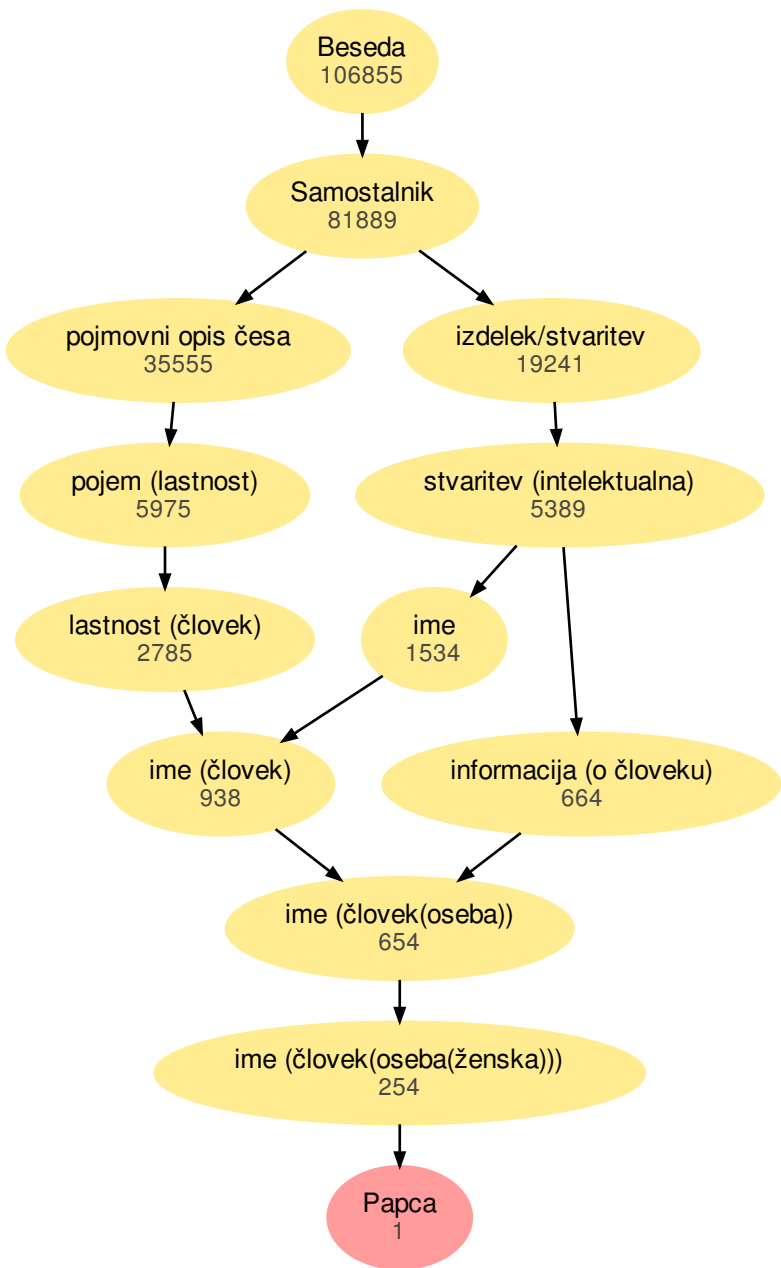 Beseda
106855
Samostalnik
81889
pojmovni opis česa
35555
izdelek/stvaritev
19241
pojem (lastnost)
5975
stvaritev (intelektualna)
5389
lastnost (človek)
2785
ime
1534
ime (človek)
938
informacija (o človeku)
664
ime (človek(oseba))
654
ime (človek(oseba(ženska)))
254
Papca
1